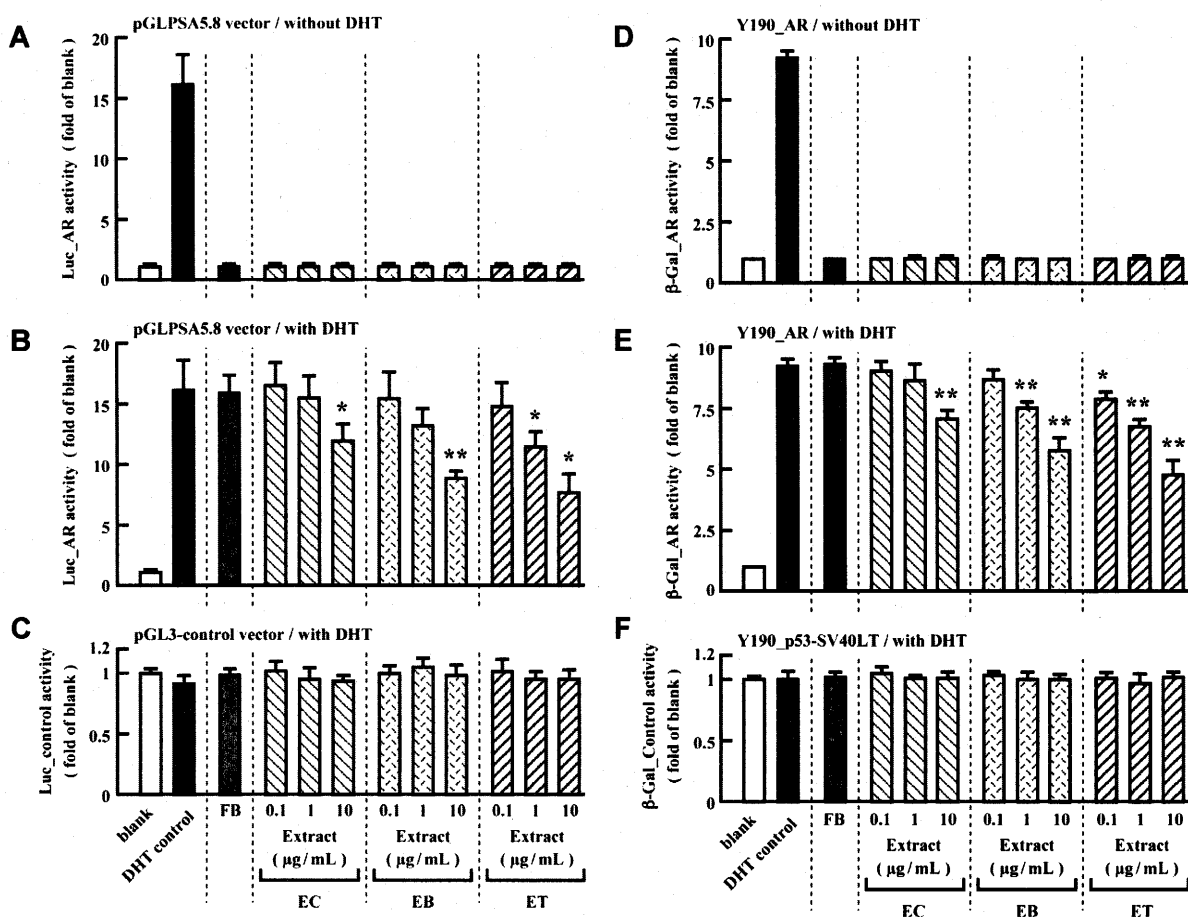 A
pGLPSA5.8 vector / without DHT
Luc_AR activity ( fold of blank )
20
15
10
5
0
B
pGLPSA5.8 vector / with DHT
Luc_AR activity ( fold of blank )
20
15
10
5
0
*
**
*
*
C
pGL3-control vector / with DHT
Luc_control activity
( fold of blank )
1.2
1
0.5
0
blank
DHT control
FB
0.1 1 10
Extract
( µg/mL )
EC
0.1 1 10
Extract
( µg/mL )
EB
0.1 1 10
Extract
( µg/mL )
ET
D
Y190_AR / without DHT
β-Gal_AR activity ( fold of blank )
10
7.5
5
2.5
0
E
Y190_AR / with DHT
β-Gal_AR activity ( fold of blank )
10
7.5
5
2.5
0
**
**
**
*
**
**
F
Y190_p53-SV40LT / with DHT
β-Gal_Control activity
( fold of blank )
1.2
1
0.5
0
blank
DHT control
FB
0.1 1 10
Extract
( µg/mL )
EC
0.1 1 10
Extract
( µg/mL )
EB
0.1 1 10
Extract
( µg/mL )
ET